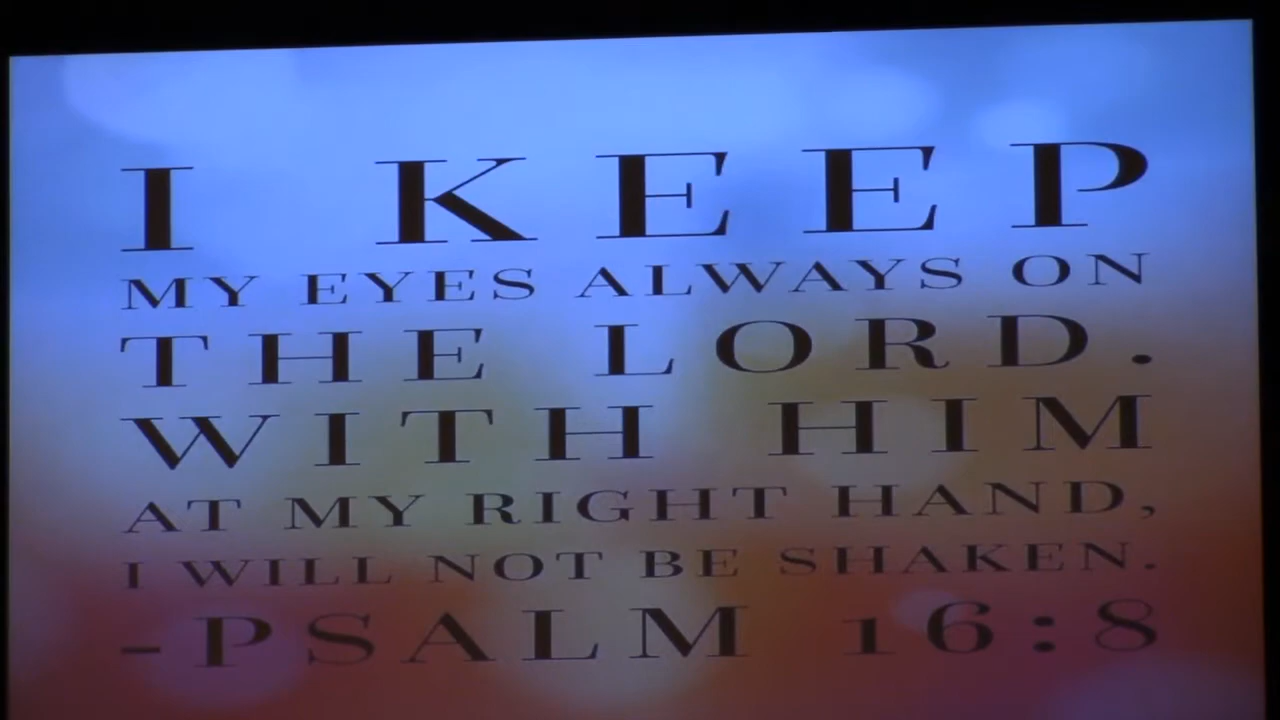 I KEEP
MY EYES ALWAYS ON
THE LORD.
WITH HIM
AT MY RIGHT HAND,
I WILL NOT BE SHAKEN.
-PSALM 16:8